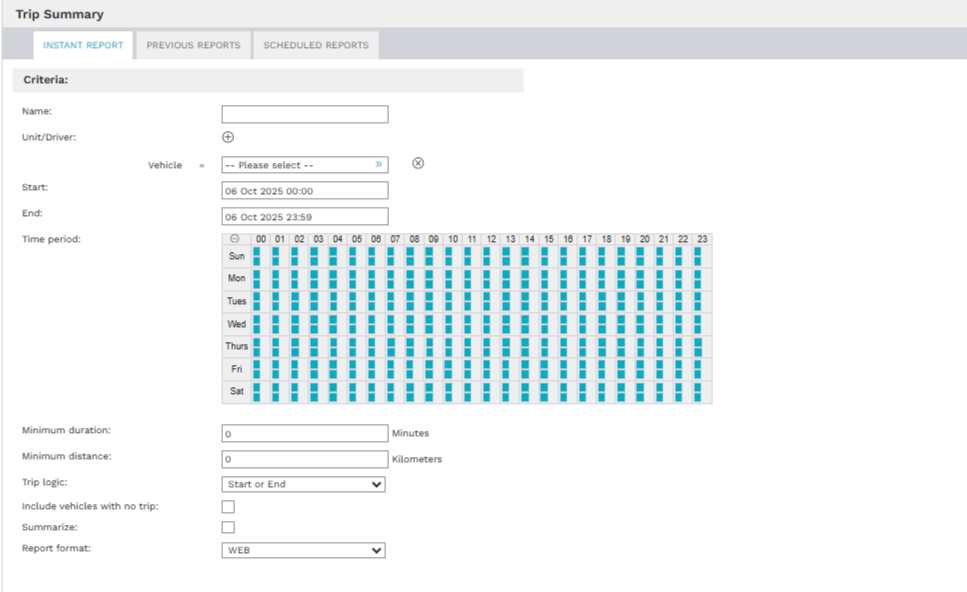 Trip Summary
INSTANT REPORT PREVIOUS REPORTS SCHEDULED REPORTS
Criteria:
Name:
Unit/Driver:
Vehicle = -- Please select -- »
Start: 06 Oct 2025 00:00
End: 06 Oct 2025 23:59
Time period: 00 01 02 03 04 05 06 07 08 09 10 11 12 13 14 15 16 17 18 19 20 21 22 23
Sun
Mon
Tues
Wed
Thurs
Fri
Sat
Minimum duration: 0 Minutes
Minimum distance: 0 Kilometers
Trip logic: Start or End
Include vehicles with no trip:
Summarize:
Report format: WEB